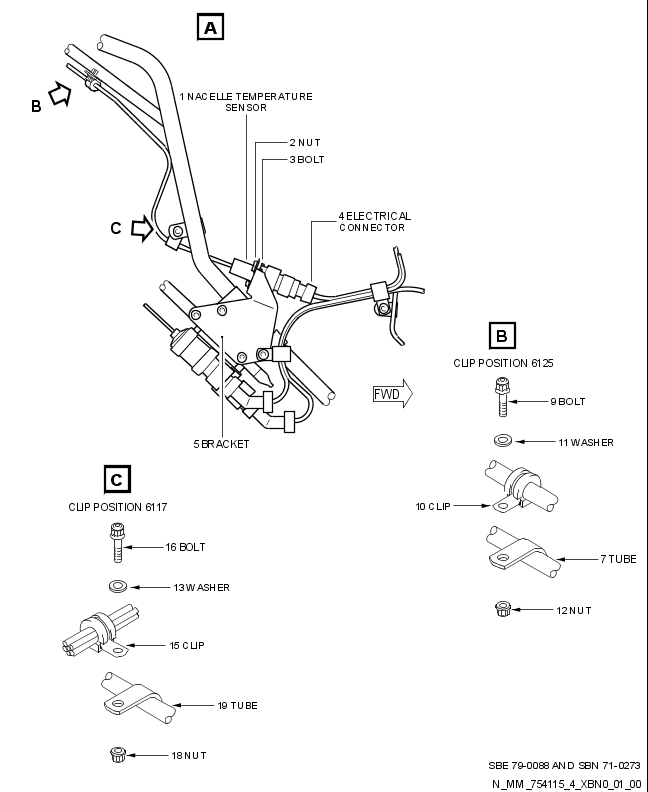 A
B
1 NACELLE TEMPERATURE
SENSOR
2 NUT
3 BOLT
C
4 ELECTRICAL
CONNECTOR
5 BRACKET
FWD
B
CLIP POSITION 6125
9 BOLT
11 WASHER
10 CLIP
7 TUBE
12 NUT
C
CLIP POSITION 6117
16 BOLT
13 WASHER
15 CLIP
19 TUBE
18 NUT
SBE 79-0088 AND SBN 71-0273
N_MM_754115_4_XBN0_01_00